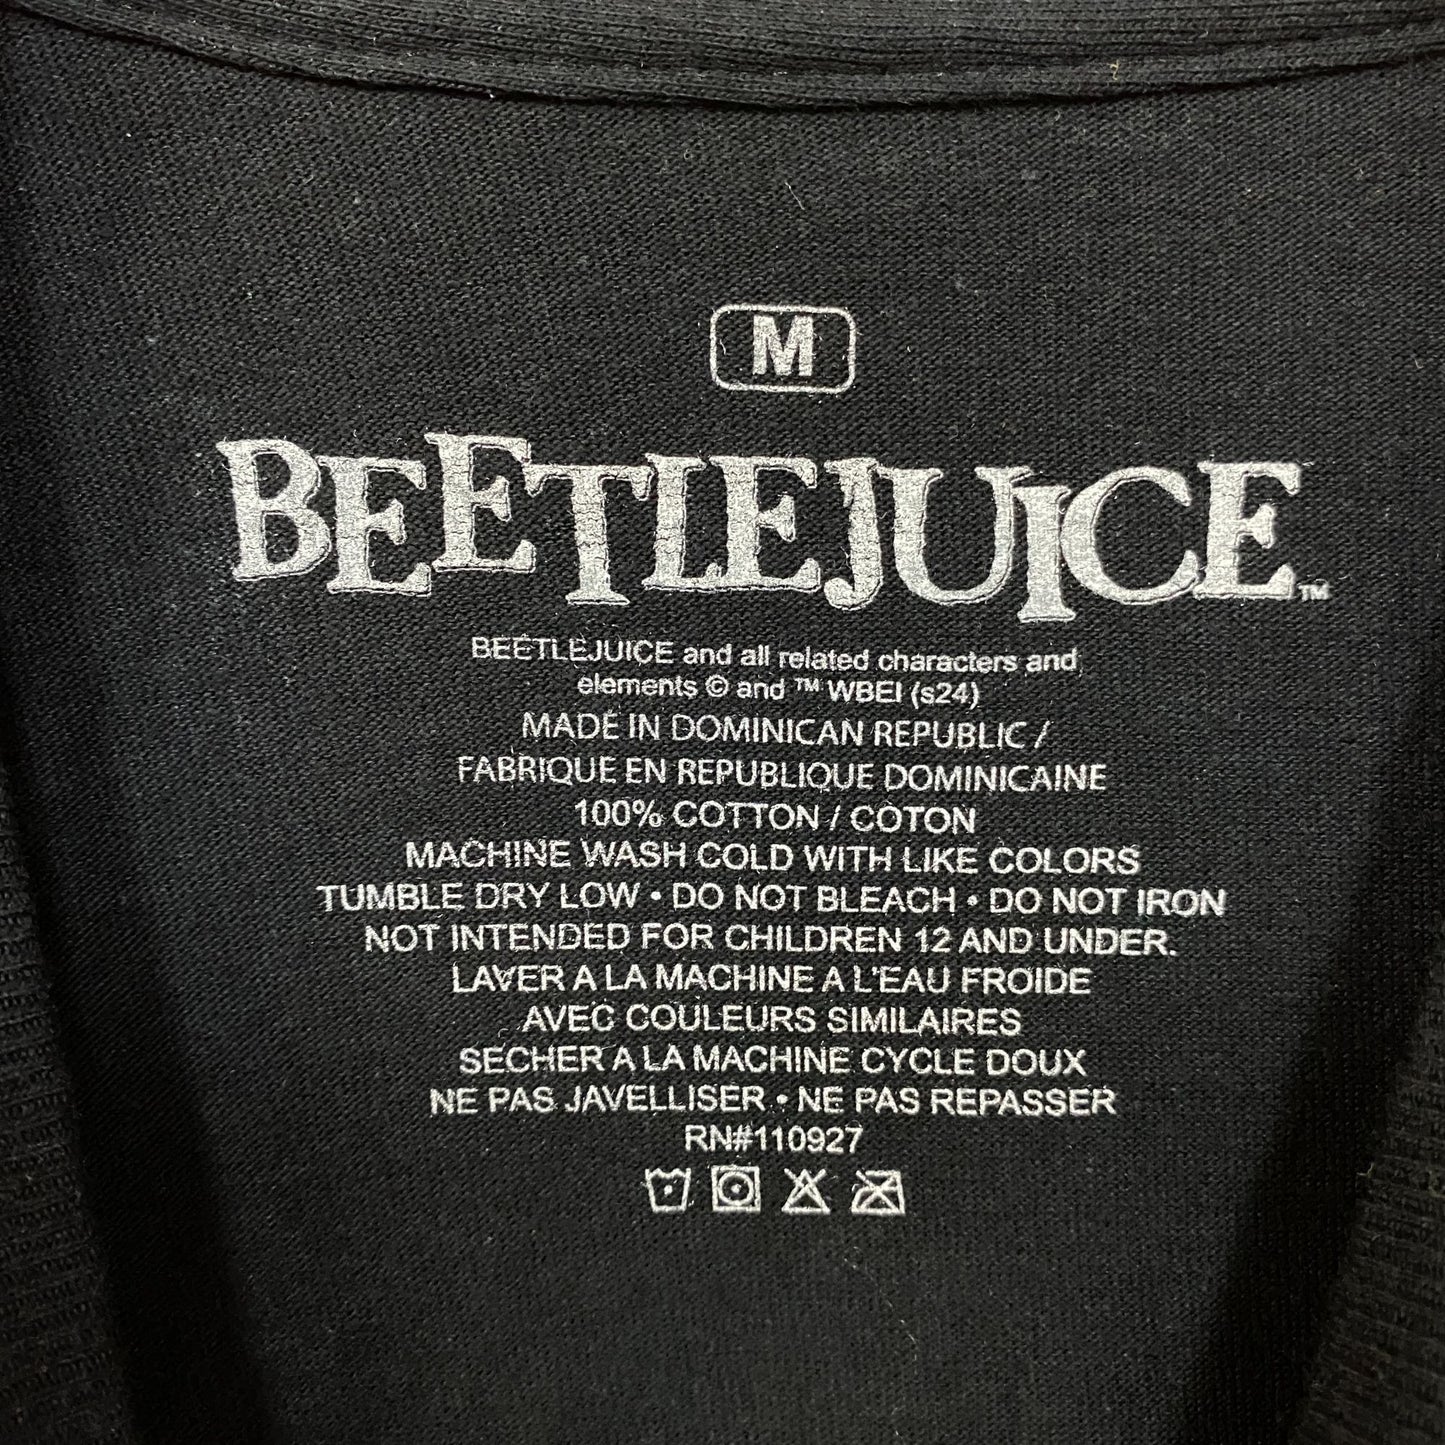 M
BEETLEJUICE™
BEETLEJUICE and all related characters and
elements © and ™ WBEI (s24)
MADE IN DOMINICAN REPUBLIC /
FABRIQUE EN REPUBLIQUE DOMINICAINE
100% COTTON / COTON
MACHINE WASH COLD WITH LIKE COLORS
TUMBLE DRY LOW • DO NOT BLEACH • DO NOT IRON
NOT INTENDED FOR CHILDREN 12 AND UNDER.
LAVER A LA MACHINE A L'EAU FROIDE
AVEC COULEURS SIMILAIRES
SECHER A LA MACHINE CYCLE DOUX
NE PAS JAVELLISER • NE PAS REPASSER
RN#110927